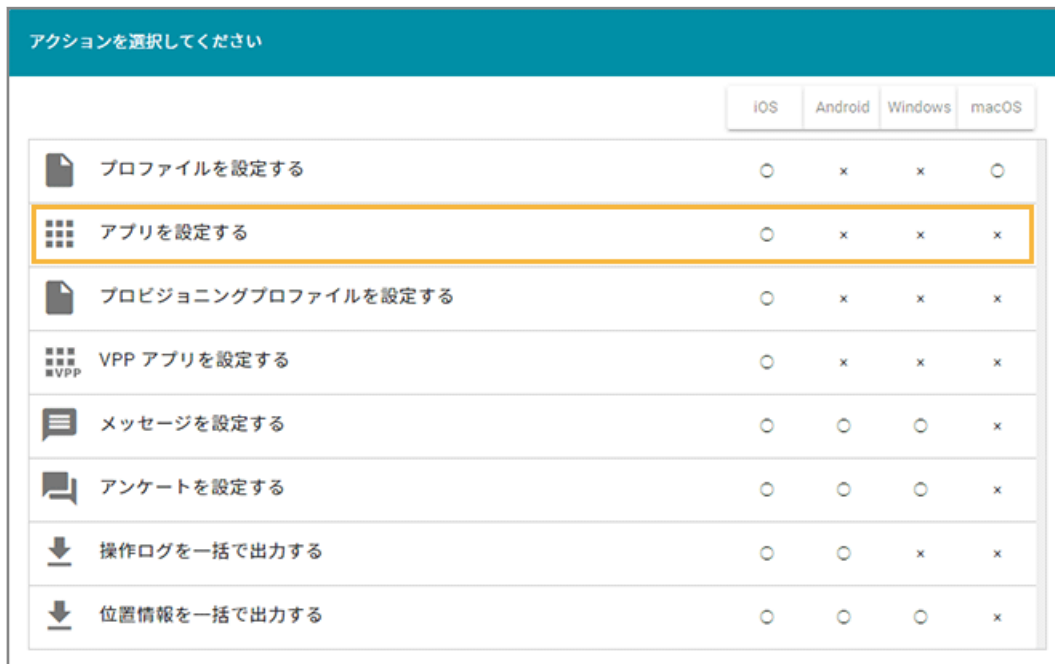 アクションを選択してください
iOS Android Windows macOS
プロファイルを設定する ○ × × ○
アプリを設定する ○ × × ×
プロビジョニングプロファイルを設定する ○ × × ×
VPP VPP アプリを設定する ○ × × ×
メッセージを設定する ○ ○ ○ ×
アンケートを設定する ○ ○ ○ ×
操作ログを一括で出力する ○ ○ × ×
位置情報を一括で出力する ○ ○ ○ ×